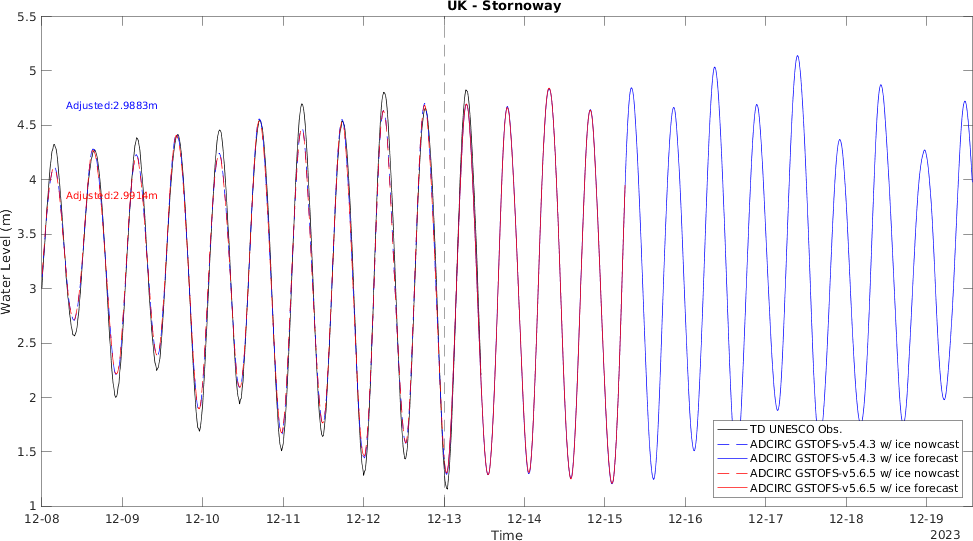 UK - Stornoway
5.5
5
4.5
4
3.5
3
2.5
2
1.5
1
Water Level (m)
Adjusted:2.9883m
Adjusted:2.9914m
TD UNESCO Obs.
ADCIRC GSTOFS-v5.4.3 w/ ice nowcast
ADCIRC GSTOFS-v5.4.3 w/ ice forecast
ADCIRC GSTOFS-v5.6.5 w/ ice nowcast
ADCIRC GSTOFS-v5.6.5 w/ ice forecast
12-08 12-09 12-10 12-11 12-12 12-13 12-14 12-15 12-16 12-17 12-18 12-19
2023
Time